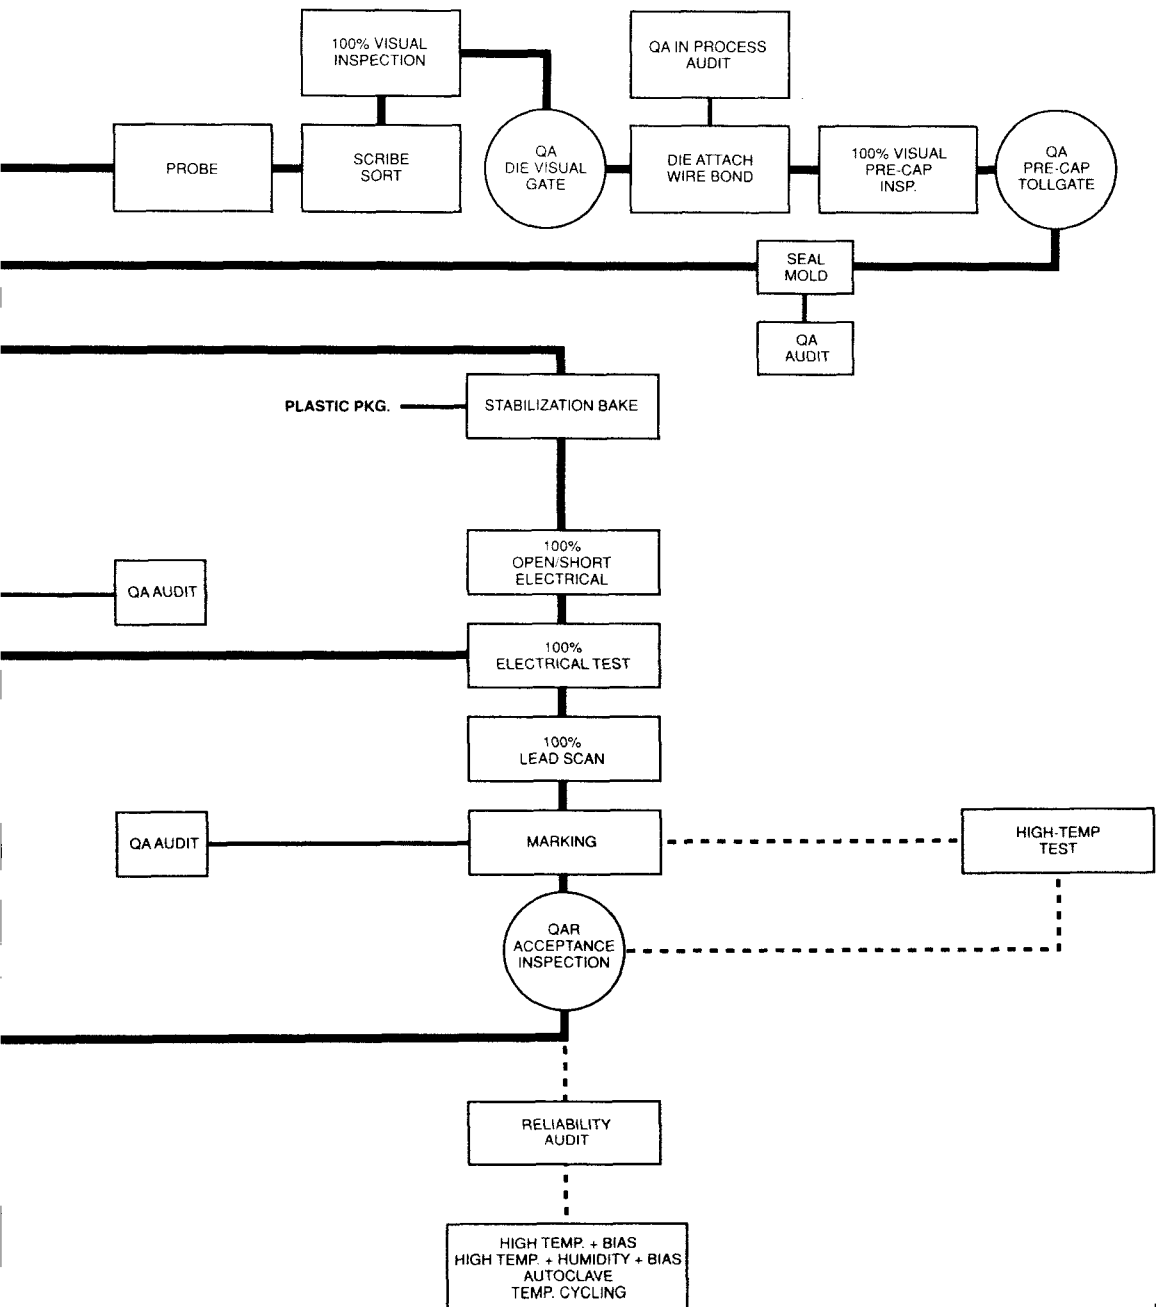 100% VISUAL
INSPECTION
QA IN PROCESS
AUDIT
PROBE
SCRIBE
SORT
QA
DIE VISUAL
GATE
DIE ATTACH
WIRE BOND
100% VISUAL
PRE-CAP
INSP.
QA
PRE-CAP
TOLLGATE
SEAL
MOLD
QA
AUDIT
PLASTIC PKG.
STABILIZATION BAKE
100%
OPEN/SHORT
ELECTRICAL
QA AUDIT
100%
ELECTRICAL TEST
100%
LEAD SCAN
QA AUDIT
MARKING
HIGH-TEMP
TEST
QAR
ACCEPTANCE
INSPECTION
RELIABILITY
AUDIT
HIGH TEMP. + BIAS
HIGH TEMP. + HUMIDITY + BIAS
AUTOCLAVE
TEMP. CYCLING